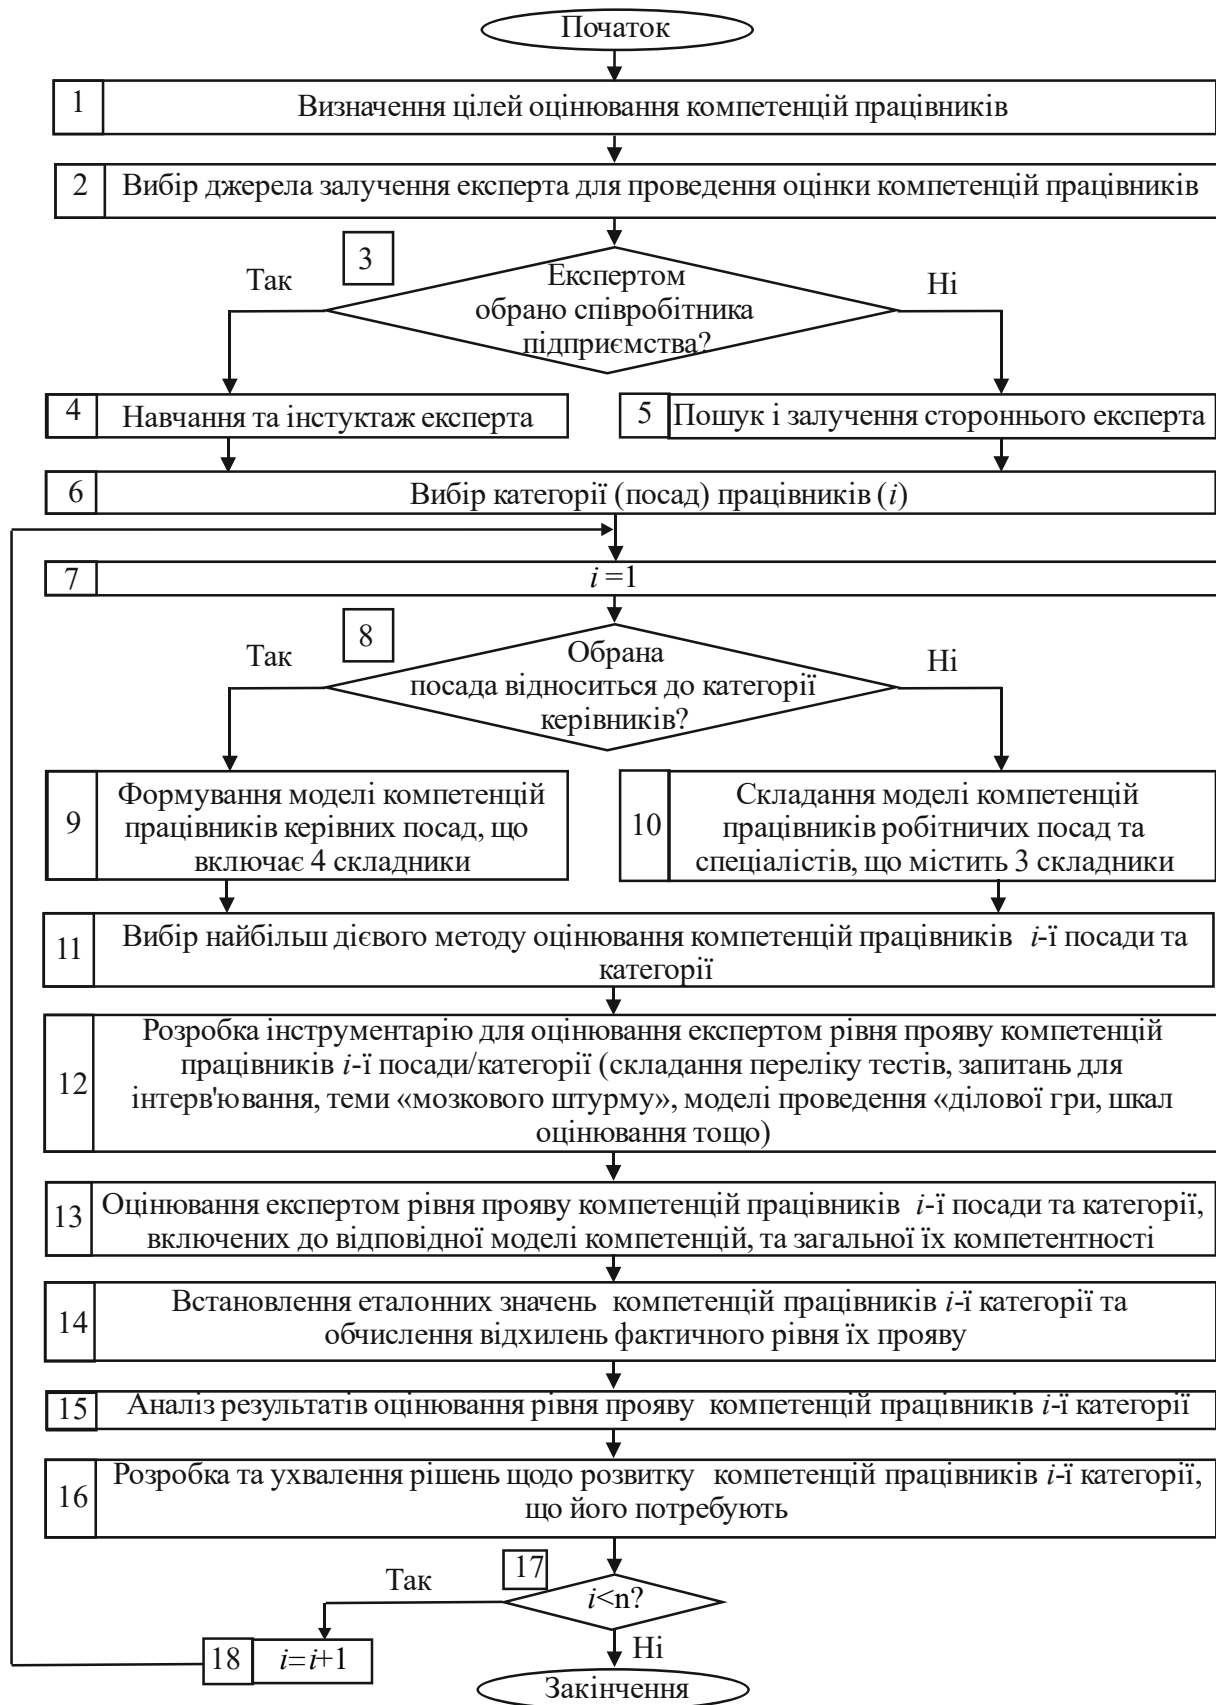 Початок
1
Визначення цілей оцінювання компетенцій працівників
2
Вибір джерела залучення експерта для проведення оцінки компетенцій працівників
3
Так
Ні
Експертом
обрано співробітника
підприємства?
4
Навчання та інстуктаж експерта
5
Пошук і залучення стороннього експерта
6
Вибір категорії (посад) працівників (i)
7
i =1
8
Так
Ні
Обрана
посада відноситься до категорії
керівників?
9
Формування моделі компетенцій
працівників керівних посад, що
включає 4 складники
10
Складання моделі компетенцій
працівників робітничих посад та
спеціалістів, що містить 3 складники
11
Вибір найбільш дієвого методу оцінювання компетенцій працівників i-ї посади та
категорії
12
Розробка інструментарію для оцінювання експертом рівня прояву компетенцій
працівників i-ї посади/категорії (складання переліку тестів, запитань для
інтерв'ювання, теми «мозкового штурму», моделі проведення «ділової гри, шкал
оцінювання тощо)
13
Оцінювання експертом рівня прояву компетенцій працівників i-ї посади та категорії,
включених до відповідної моделі компетенцій, та загальної їх компетентності
14
Встановлення еталонних значень компетенцій працівників i-ї категорії та
обчислення відхилень фактичного рівня їх прояву
15
Аналіз результатів оцінювання рівня прояву компетенцій працівників i-ї категорії
16
Розробка та ухвалення рішень щодо розвитку компетенцій працівників i-ї категорії,
що його потребують
17
Так
i<n?
Ні
18
i=i+1
Закінчення